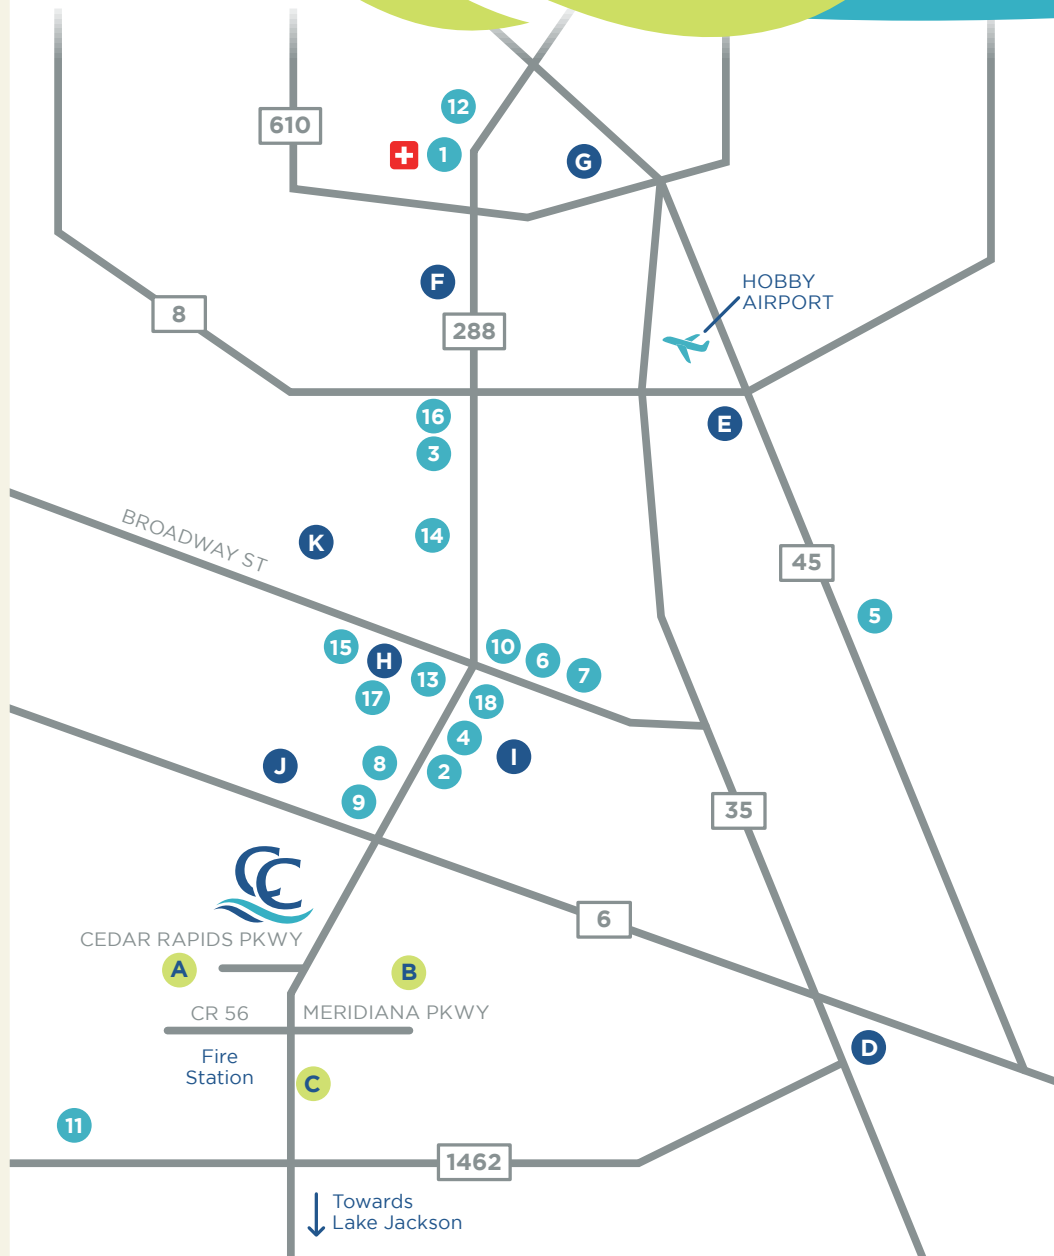 12
610
1
G
F
HOBBY
AIRPORT
8
288
16
E
3
BROADWAY ST
14
K
45
5
15
10
H
6
13
7
17
18
4
I
J
8
2
9
35
CC
6
CEDAR RAPIDS PKWY
A
B
CR 56
MERIDIANA PKWY
Fire
Station
D
C
11
1462
Towards
Lake Jackson